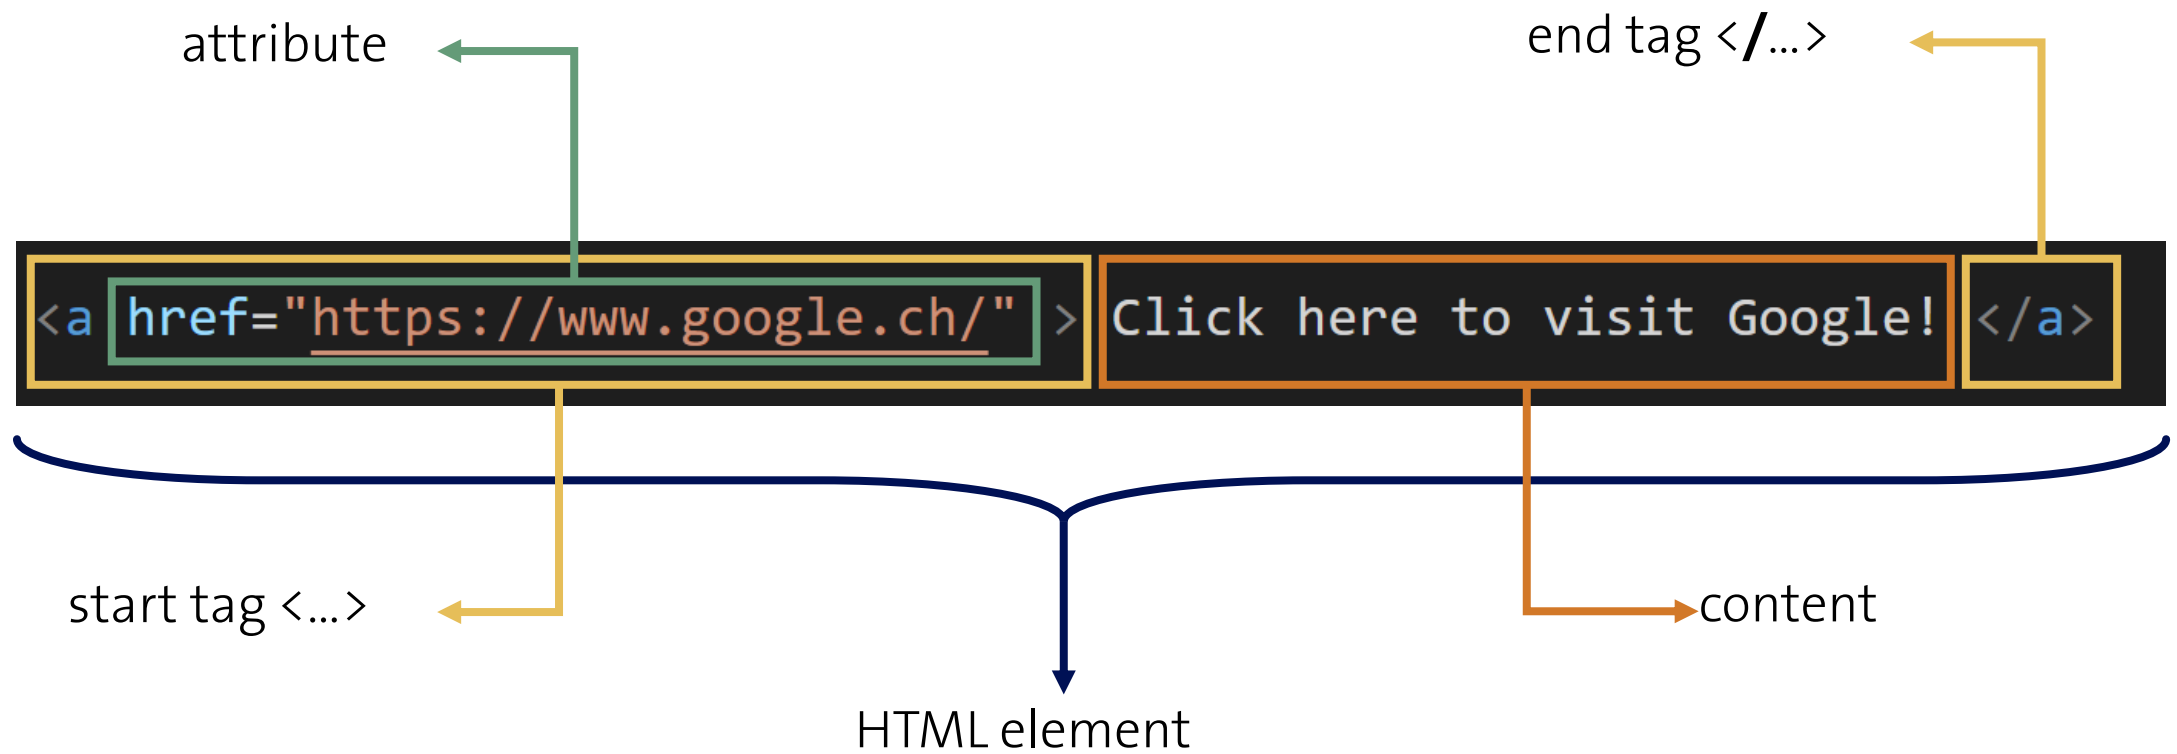 attribute
end tag </...>
<a href="https://www.google.ch/" > Click here to visit Google! </a>
start tag <...>
content
HTML element